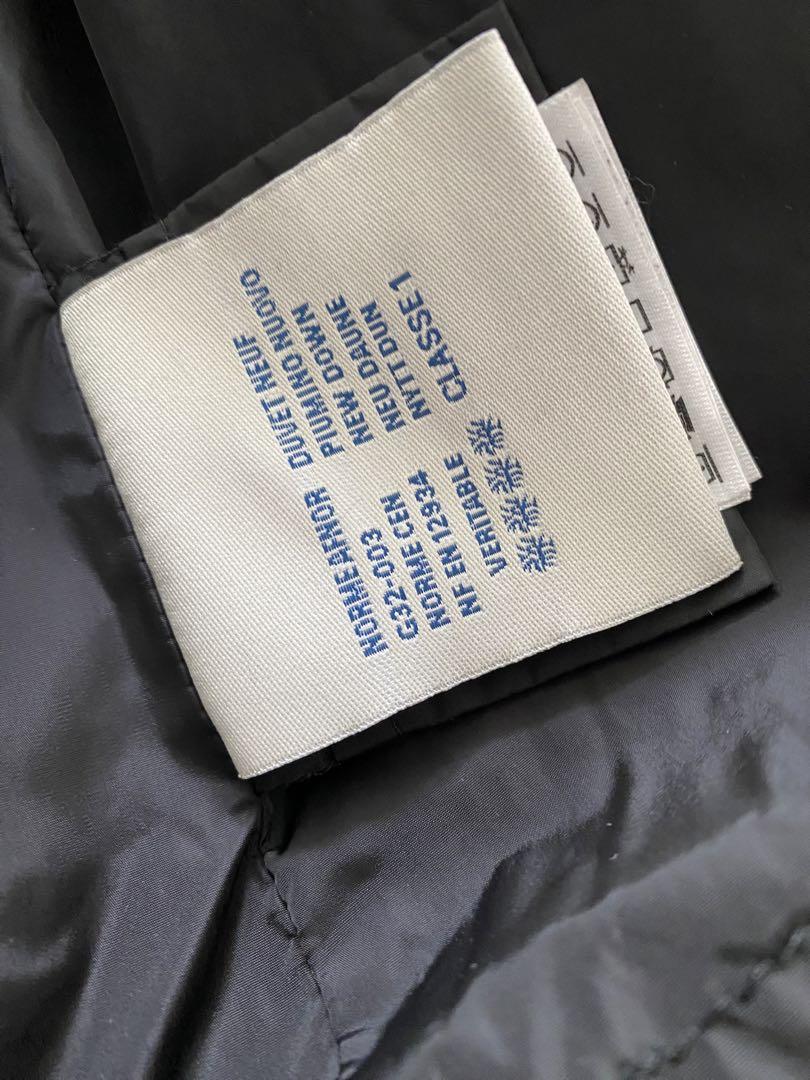 NORME AFNOR
G32-003
NORME CEN
NF EN 12934
VERITABLE
DUVET NEUF
PIUMINO NUOVO
NEW DOWN
NEU DAUNE
NYTT DUN
CLASSE 1